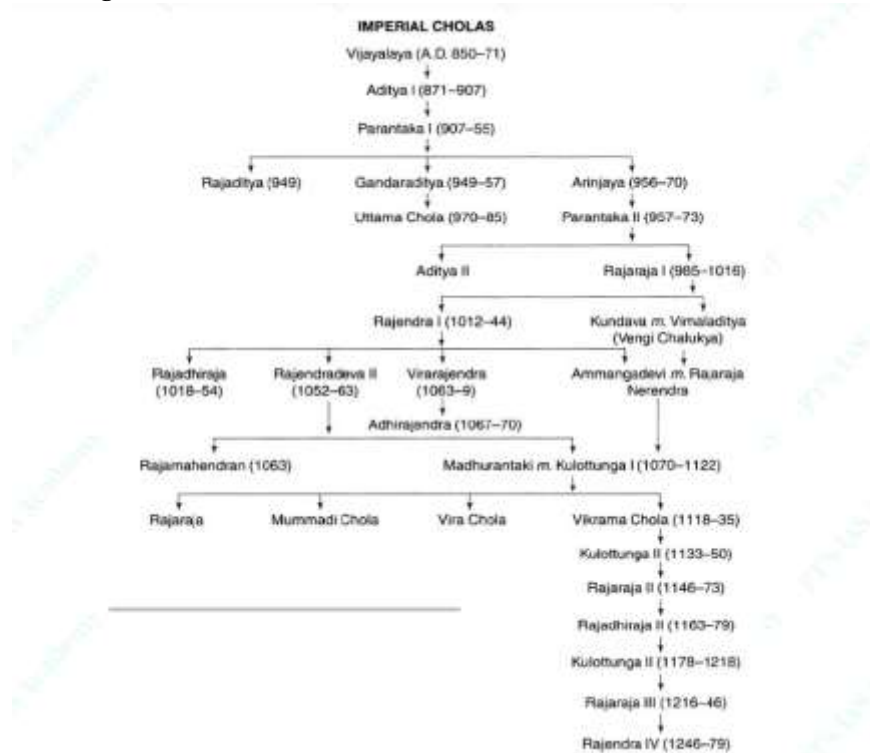 IMPERIAL CHOLAS
Vijayalaya (A.D. 850–71)
Aditya I (871–907)
Parantaka I (907–55)
Rajaditya (949) Gandaraditya (949–57) Arinjaya (956–70)
Uttama Chola (970–85) Parantaka II (957–73)
Aditya II Rajaraja I (985–1016)
Rajendra I (1012–44) Kundava m. Vimaladitya
(Vengi Chalukya)
Rajadhiraja Rajendradeva II Virarajendra Ammangadevi m. Rajaraja
(1018–54) (1052–63) (1063–9) Nerendra
Adhirajendra (1067–70)
Rajamahendran (1063) Madhurantaki m. Kulottunga I (1070–1122)
Rajaraja Mummadi Chola Vira Chola Vikrama Chola (1118–35)
Kulottunga II (1133–50)
Rajaraja II (1146–73)
Rajadhiraja II (1163–79)
Kulottunga II (1178–1218)
Rajaraja III (1216–46)
Rajendra IV (1246–79)